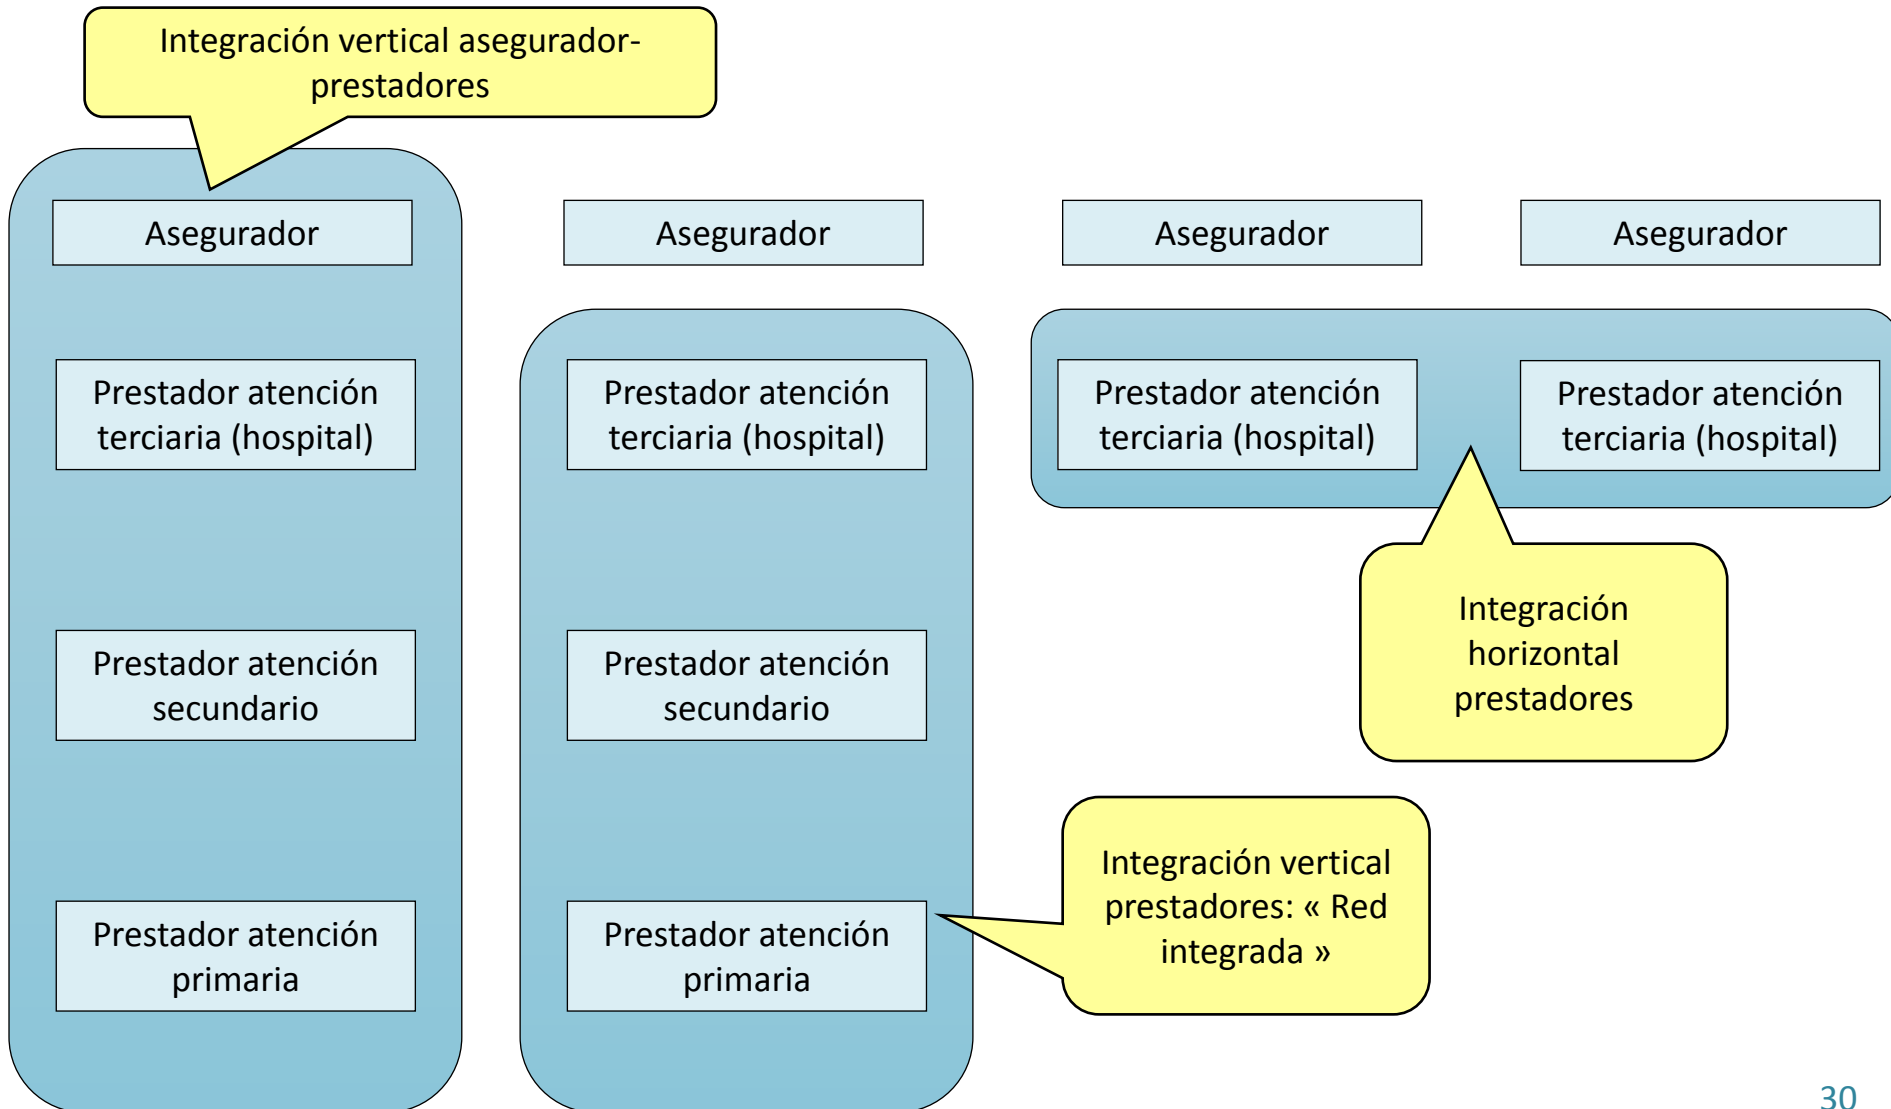 Integración vertical asegurador-
prestadores
Asegurador
Asegurador
Asegurador
Asegurador
Prestador atención
terciaria (hospital)
Prestador atención
terciaria (hospital)
Prestador atención
terciaria (hospital)
Prestador atención
terciaria (hospital)
Integración
horizontal
prestadores
Prestador atención
secundario
Prestador atención
secundario
Integración vertical
prestadores: « Red
integrada »
Prestador atención
primaria
Prestador atención
primaria
30